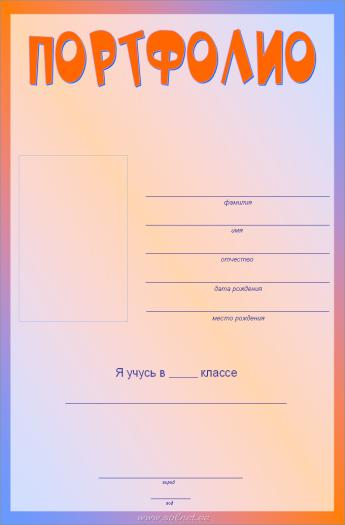 ПОРТФОЛИО
фамилия
имя
отчество
дата рождения
место рождения
Я учусь в _____ классе
город
год
www.solnet.ee